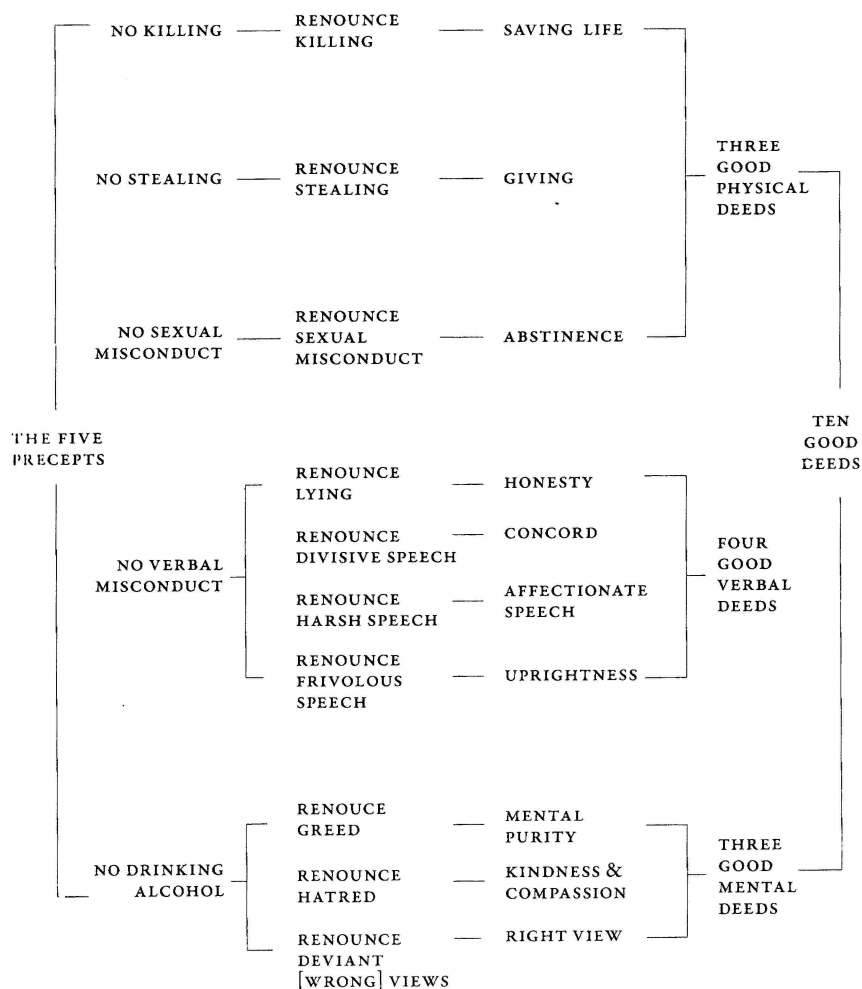 NO KILLING
RENOUNCE
KILLING
SAVING LIFE
NO STEALING
RENOUNCE
STEALING
GIVING
THREE
GOOD
PHYSICAL
DEEDS
NO SEXUAL
MISCONDUCT
RENOUNCE
SEXUAL
MISCONDUCT
ABSTINENCE
THE FIVE
PRECEPTS
TEN
GOOD
DEEDS
NO VERBAL
MISCONDUCT
RENOUNCE
LYING
HONESTY
RENOUNCE
DIVISIVE SPEECH
CONCORD
RENOUNCE
HARSH SPEECH
AFFECTIONATE
SPEECH
RENOUNCE
FRIVOLOUS
SPEECH
UPRIGHTNESS
FOUR
GOOD
VERBAL
DEEDS
NO DRINKING
ALCOHOL
RENOUCE
GREED
MENTAL
PURITY
RENOUNCE
HATRED
KINDNESS &
COMPASSION
RENOUNCE
DEVIANT
[WRONG] VIEWS
RIGHT VIEW
THREE
GOOD
MENTAL
DEEDS